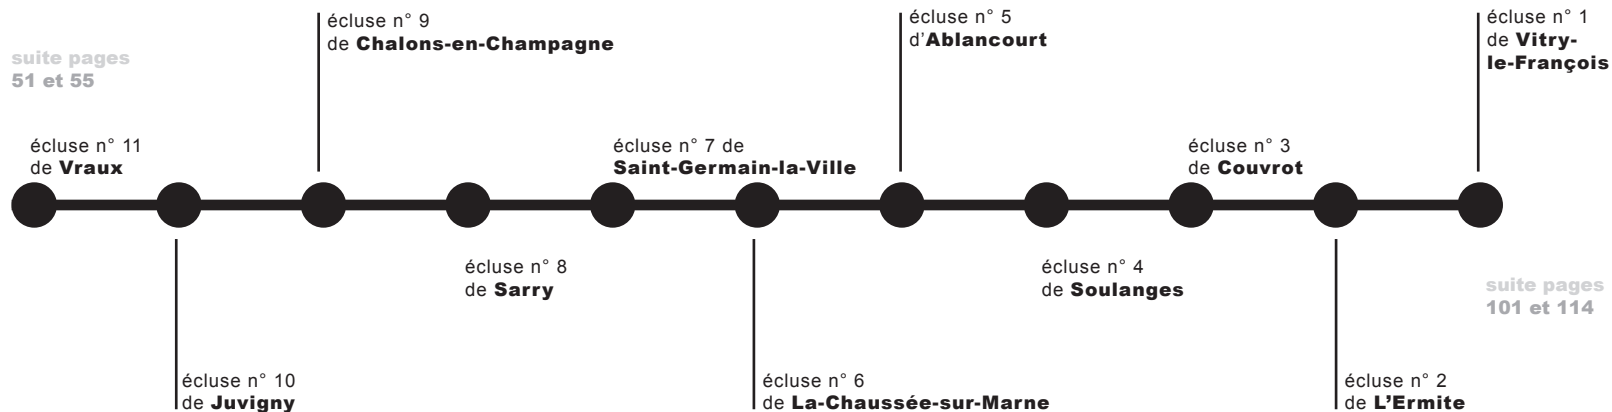 écluse n° 9
de Chalons-en-Champagne
écluse n° 5
d'Ablancourt
écluse n° 1
de Vitry-
le-François
suite pages
51 et 55
écluse n° 11
de Vraux
écluse n° 7 de
Saint-Germain-la-Ville
écluse n° 3
de Couvrot
écluse n° 8
de Sarry
écluse n° 4
de Soulanges
suite pages
101 et 114
écluse n° 10
de Juvigny
écluse n° 6
de La-Chaussée-sur-Marne
écluse n° 2
de L’Ermite